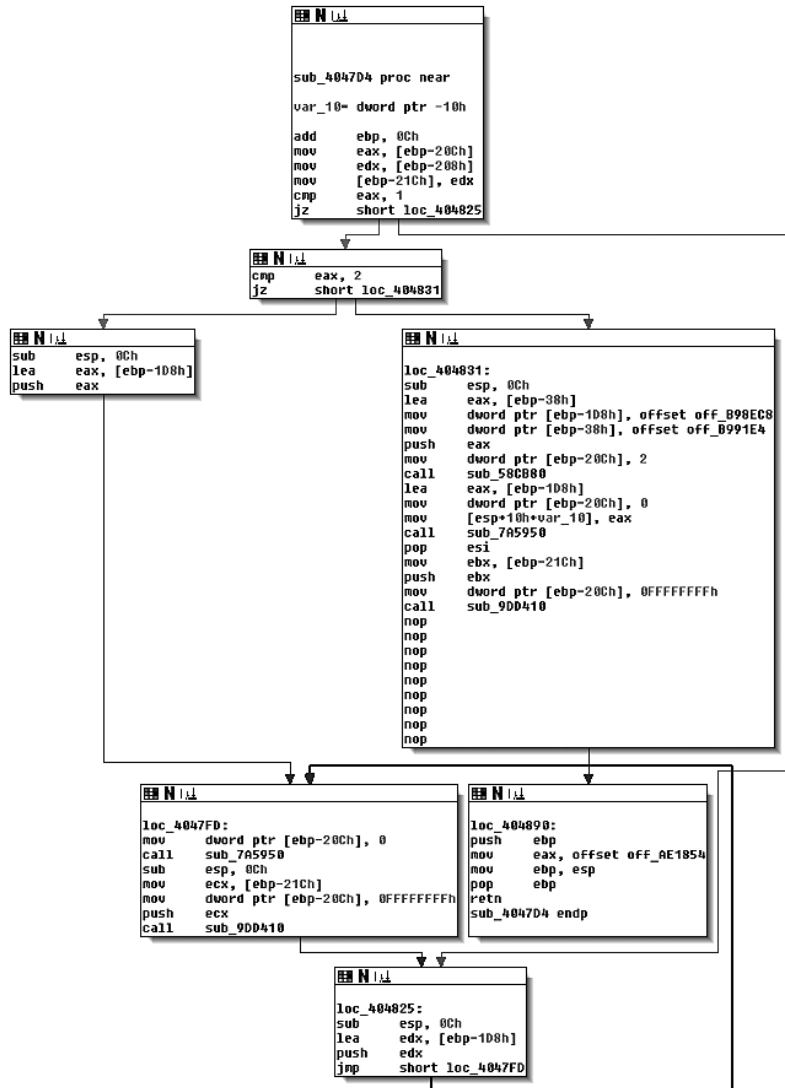 sub_4047D4 proc near
var_10= dword ptr -10h
add ebp, 0Ch
mov eax, [ebp-20Ch]
mov edx, [ebp-208h]
mov [ebp-21Ch], edx
cmp eax, 1
jz short loc_404825
cmp eax, 2
jz short loc_404831
sub esp, 0Ch
lea eax, [ebp-1D8h]
push eax
loc_404831:
sub esp, 0Ch
lea eax, [ebp-38h]
mov dword ptr [ebp-1D8h], offset off_B98EC8
mov dword ptr [ebp-38h], offset off_B991E4
push eax
mov dword ptr [ebp-20Ch], 2
call sub_58CB80
lea eax, [ebp-1D8h]
mov dword ptr [ebp-20Ch], 0
mov [esp+10h+var_10], eax
call sub_7A5950
pop esi
mov ebx, [ebp-21Ch]
push ebx
mov dword ptr [ebp-20Ch], 0FFFFFFFFh
call sub_9DD410
nop
nop
nop
nop
nop
nop
nop
nop
nop
loc_4047FD:
mov dword ptr [ebp-20Ch], 0
call sub_7A5950
sub esp, 0Ch
mov ecx, [ebp-21Ch]
mov dword ptr [ebp-20Ch], 0FFFFFFFFh
push ecx
call sub_9DD410
loc_404890:
push ebp
mov eax, offset off_AE1854
mov ebp, esp
pop ebp
retn
sub_4047D4 endp
loc_404825:
sub esp, 0Ch
lea edx, [ebp-1D8h]
push edx
jmp short loc_4047FD